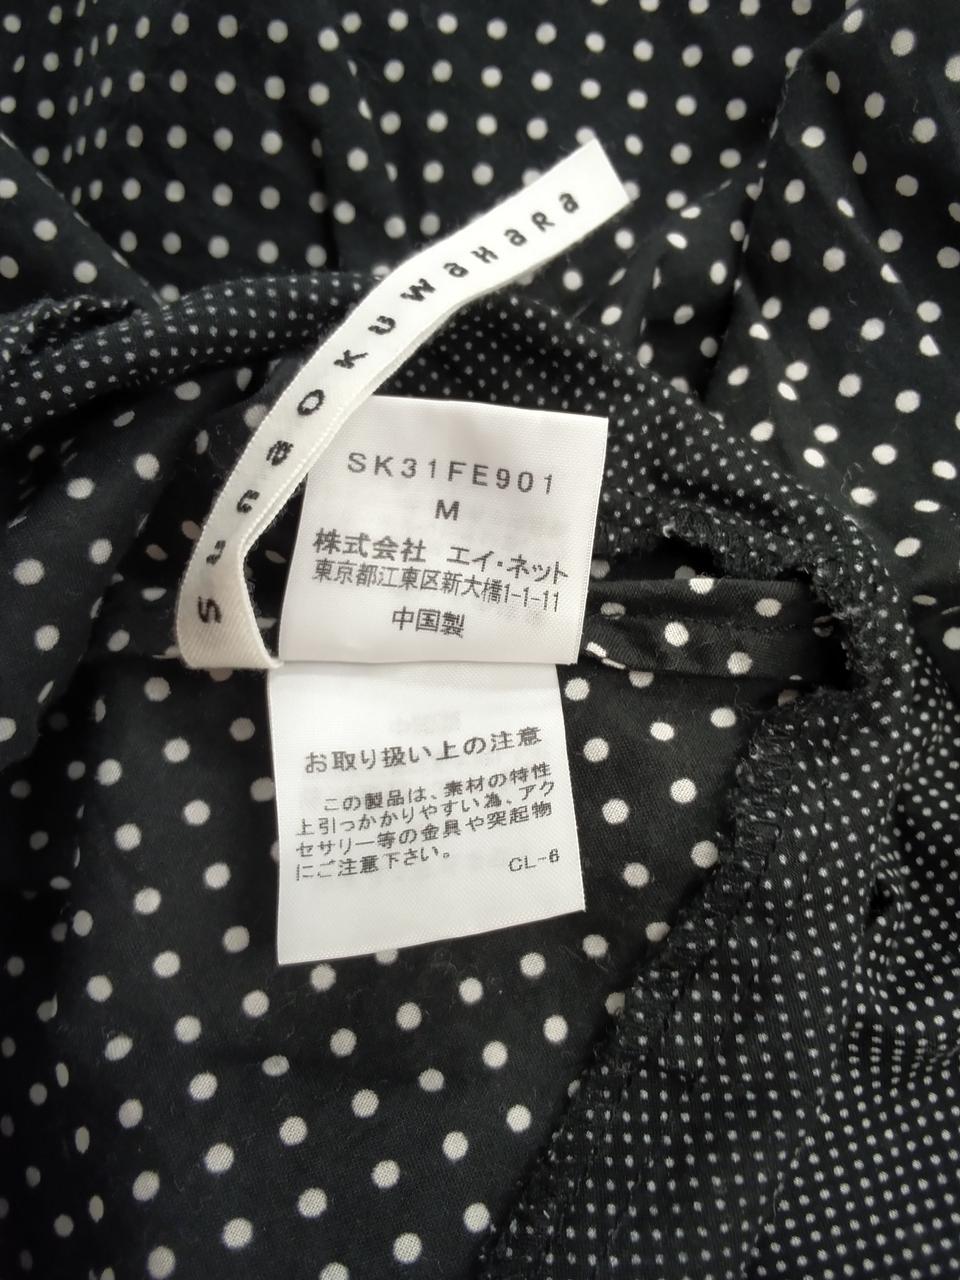 Sunao KUWAHARA
SK31FE901
M
株式会社 エイ・ネット
東京都江東区新大橋1-1-11
中国製
お取り扱い上の注意
この製品は、素材の特性
上引っかかりやすい為、アク
セサリー等の金具や突起物
にご注意下さい。
CL-6